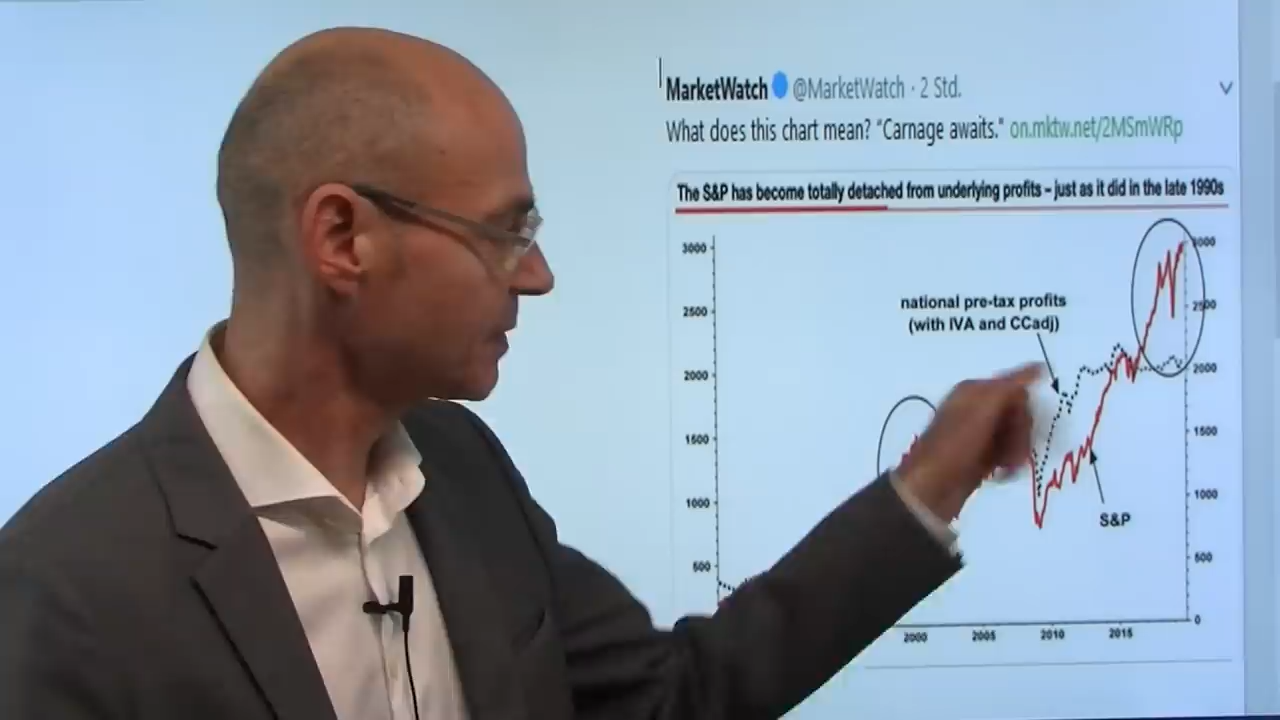 MarketWatch @MarketWatch · 2 Std.
What does this chart mean? "Carnage awaits." on.mktw.net/2MSmWRp
The S&P has become totally detached from underlying profits – just as it did in the late 1990s
3000
3000
national pre-tax profits
(with IVA and CCadj)
2500
2500
2000
2000
1500
1500
1000
1000
S&P
500
500
0
2000
2005
2010
2015